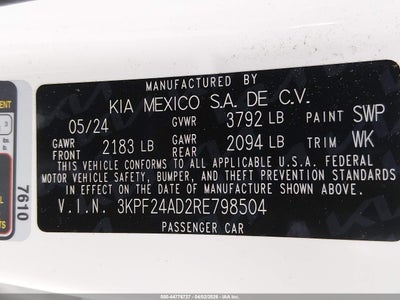 MANUFACTURED BY
KIA MEXICO S.A. DE C.V.
05/24 GVWR 3792 LB PAINT SWP
GAWR FRONT 2183 LB GAWR REAR 2094 LB TRIM WK
THIS VEHICLE CONFORMS TO ALL APPLICABLE U.S.A. FEDERAL
MOTOR VEHICLE SAFETY, BUMPER, AND THEFT PREVENTION STANDARDS
IN EFFECT ON THE DATE OF MANUFACTURE SHOWN ABOVE.
V.I.N. 3KPF24AD2RE798504
PASSENGER CAR
7610